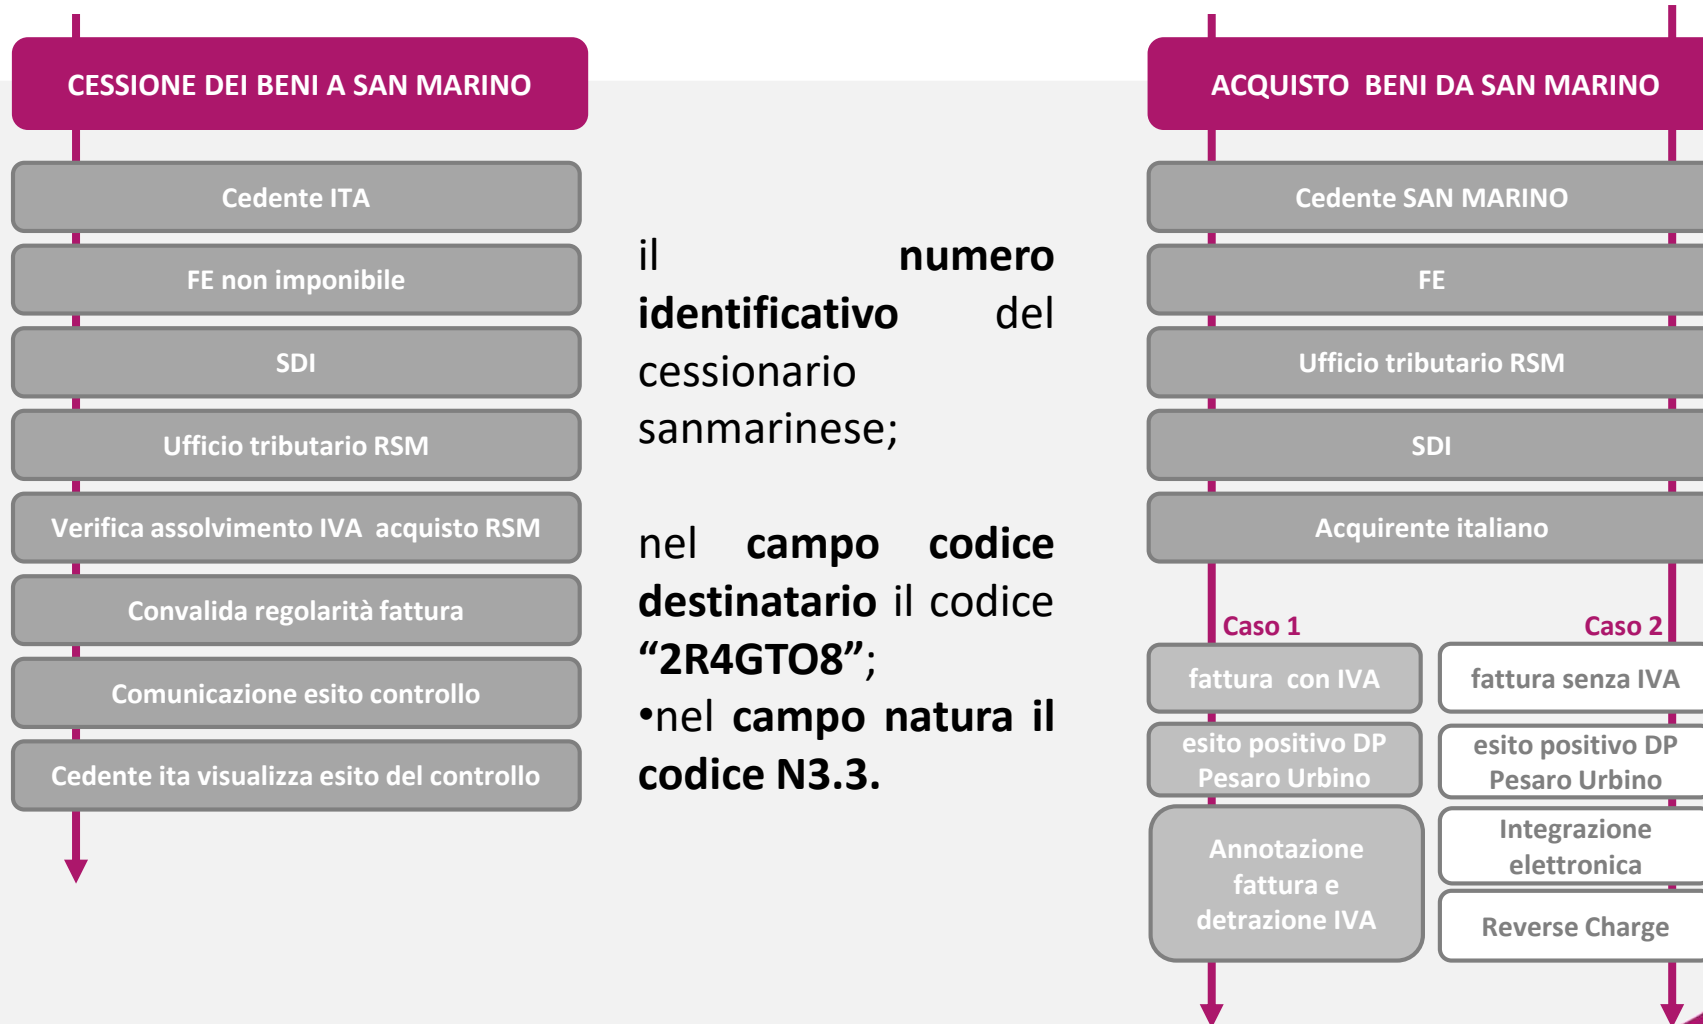 CESSIONE DEI BENI A SAN MARINO
Cedente ITA
FE non imponibile
SDI
Ufficio tributario RSM
Verifica assolvimento IVA acquisto RSM
Convalida regolarità fattura
Comunicazione esito controllo
Cedente ita visualizza esito del controllo
il numero
identificativo del
cessionario
sanmarinese;
nel campo codice
destinatario il codice
“2R4GTO8”;
•nel campo natura il
codice N3.3.
ACQUISTO BENI DA SAN MARINO
Cedente SAN MARINO
FE
Ufficio tributario RSM
SDI
Acquirente italiano
Caso 1
fattura con IVA
esito positivo DP
Pesaro Urbino
Annotazione
fattura e
detrazione IVA
Caso 2
fattura senza IVA
esito positivo DP
Pesaro Urbino
Integrazione
elettronica
Reverse Charge